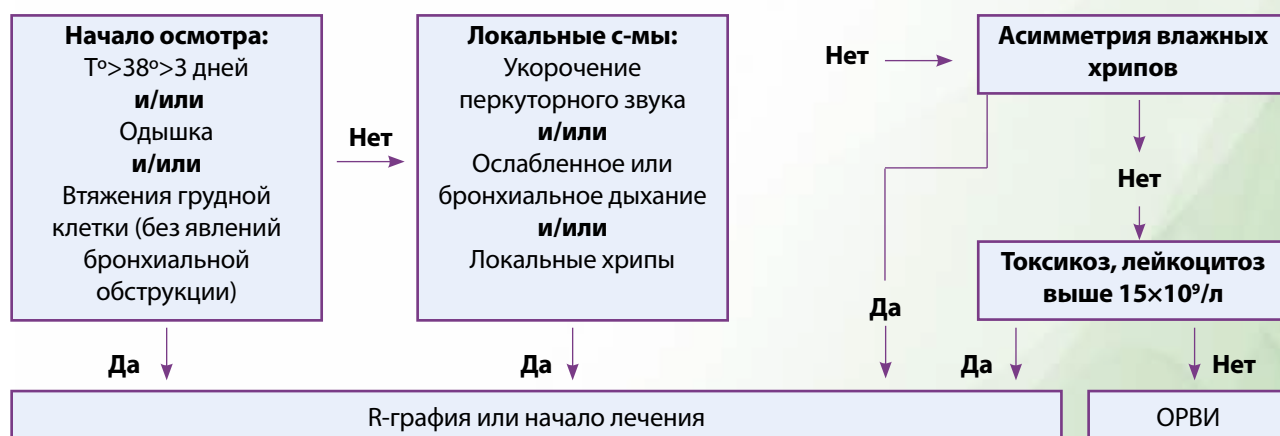 Начало осмотра:
Tº>38º>3 дней
и/или
Одышка
и/или
Втяжения грудной
клетки (без явлений
бронхиальной
обструкции)
Нет
Локальные с-мы:
Укорочение
перкуторного звука
и/или
Ослабленное или
бронхиальное дыхание
и/или
Локальные хрипы
Нет
Асимметрия влажных
хрипов
Нет
Токсикоз, лейкоцитоз
выше 15×10⁹/л
Да
Да
Да
Да
Нет
R-графия или начало лечения
ОРВИ